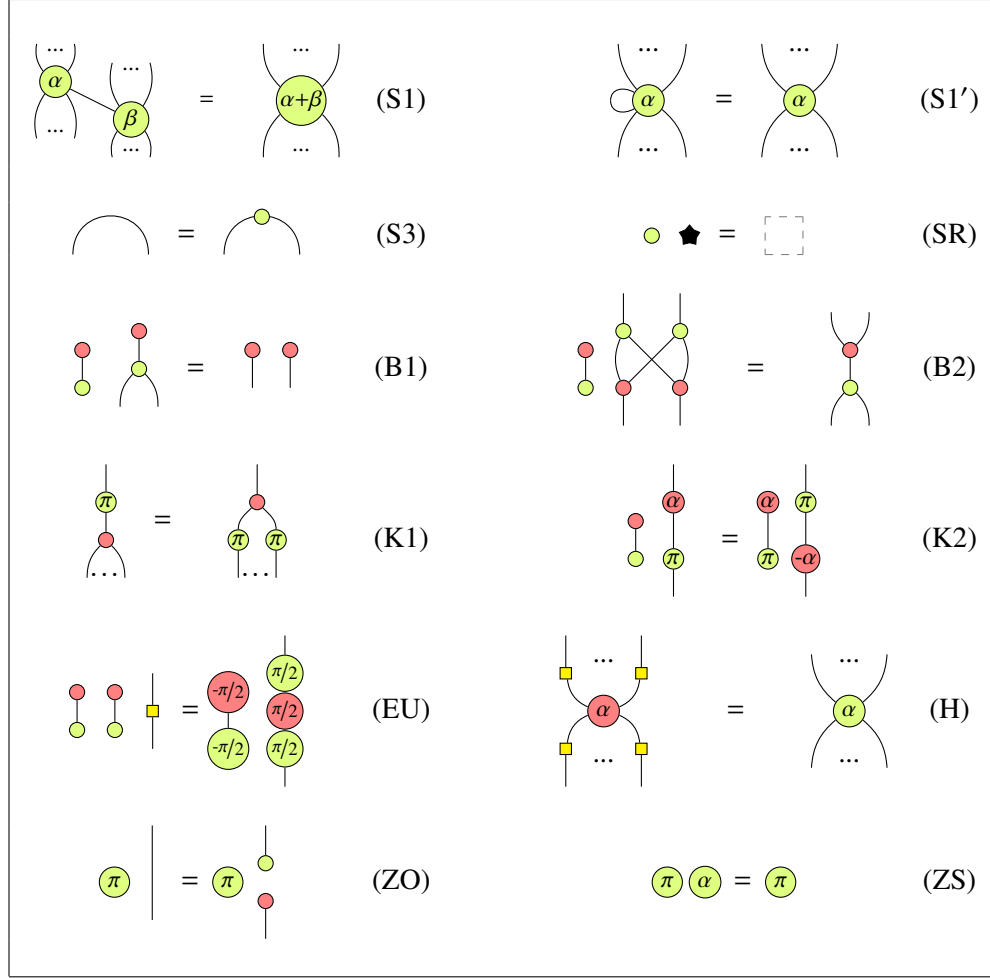 ... ... ... ... ...
α β = α+β (S1) α = α (S1′)
... ... ... ... ...
= (S3) = (SR)
= (B1) = (B2)
π = π π (K1) α π = α π π -α (K2)
... ...
= -π/2 -π/2 π/2 π/2 π/2 (EU) ... α ... = ... α ... (H)
π = π (ZO) π α = π (ZS)